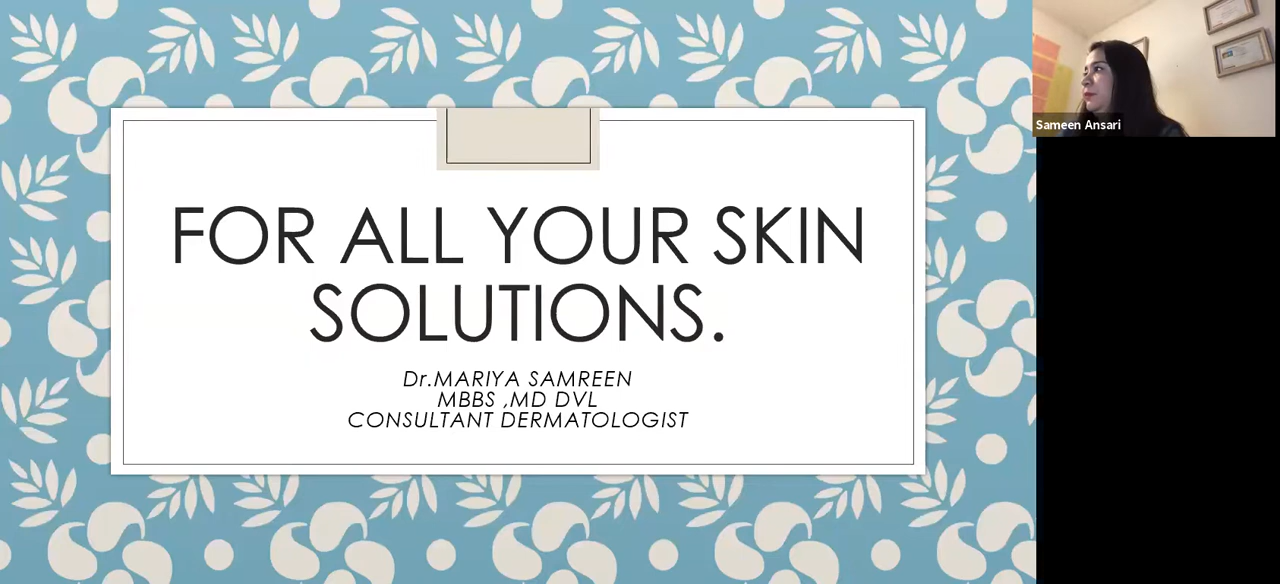 FOR ALL YOUR SKIN
SOLUTIONS.
Dr.MARIYA SAMREEN
MBBS ,MD DVL
CONSULTANT DERMATOLOGIST
Sameen Ansari